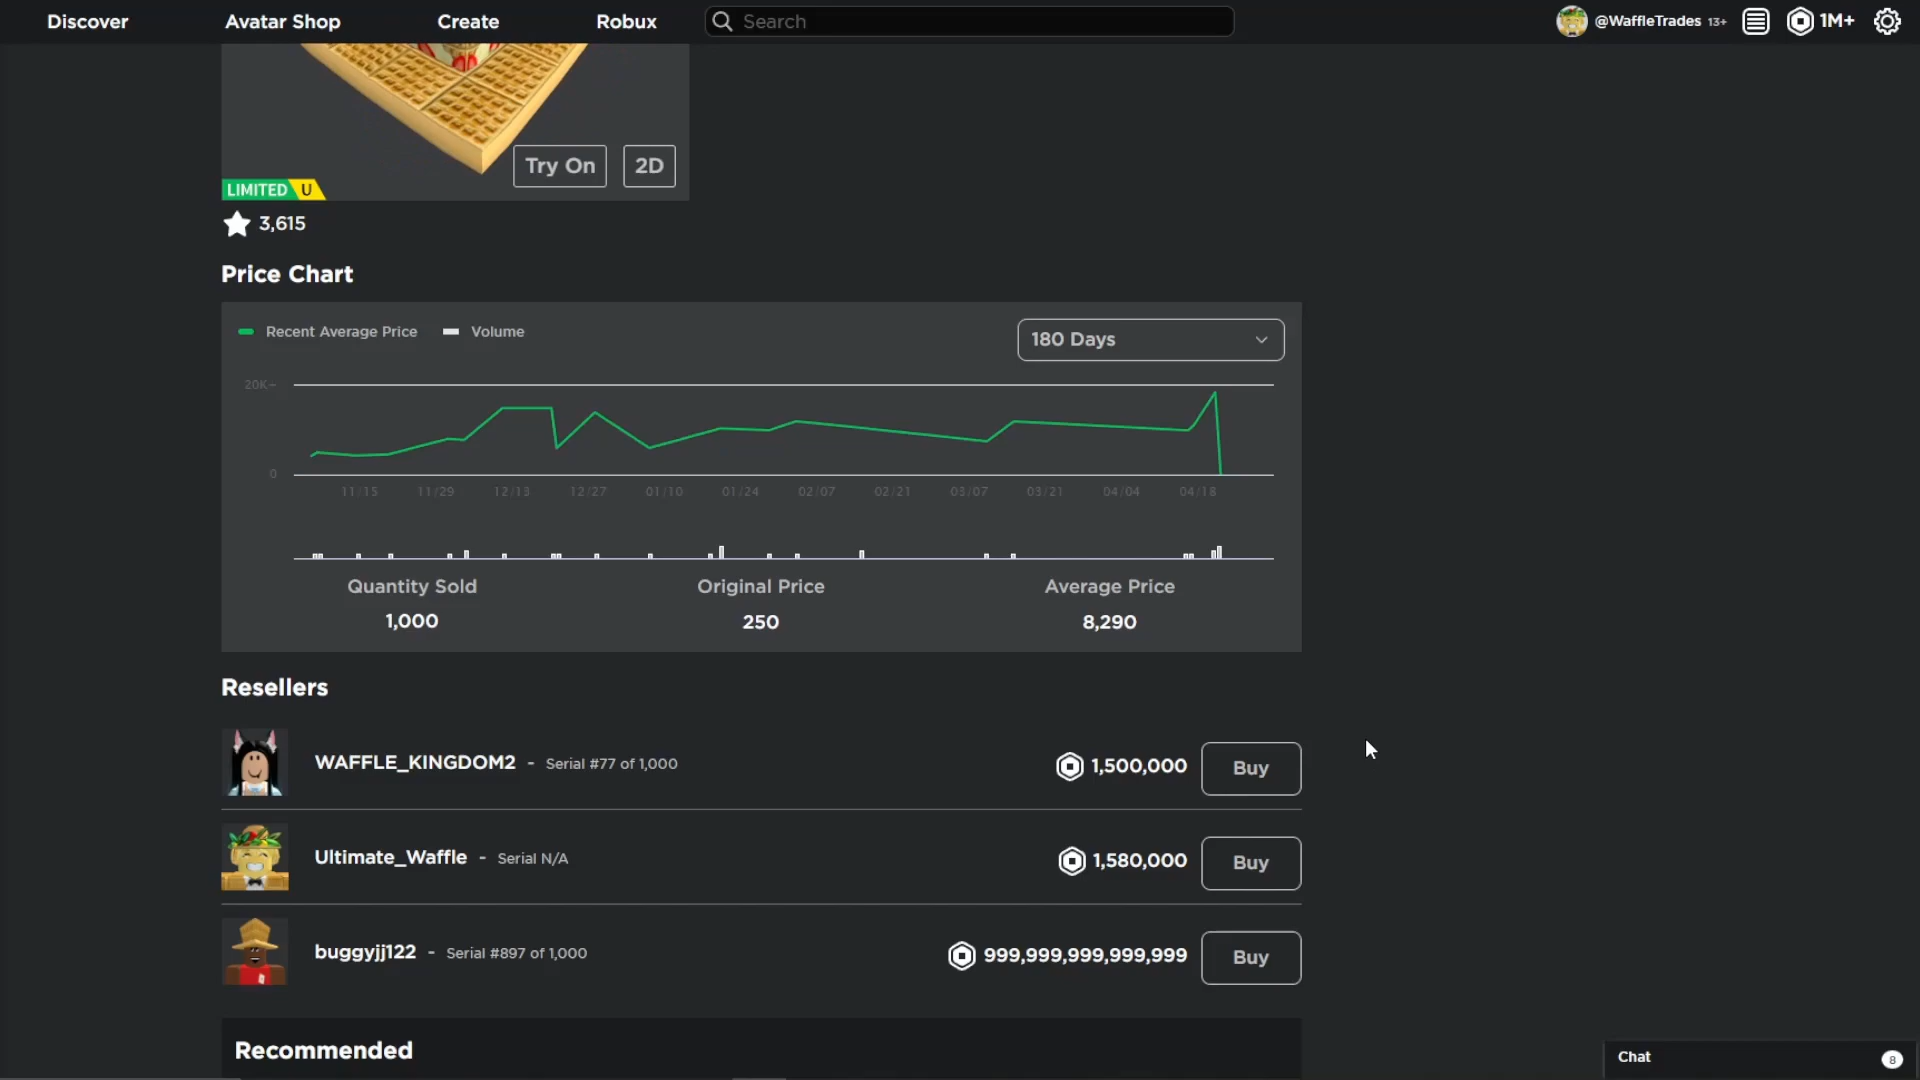 Discover Avatar Shop Create Robux Search @WaffleTrades 13+ 1M+
Try On 2D
LIMITED U
3,615
Price Chart
Recent Average Price Volume 180 Days
20K+
0
11/15 11/29 12/13 12/27 01/10 01/24 02/07 02/21 03/07 03/21 04/04 04/18
Quantity Sold Original Price Average Price
1,000 250 8,290
Resellers
WAFFLE_KINGDOM2 - Serial #77 of 1,000 1,500,000 Buy
Ultimate_Waffle - Serial N/A 1,580,000 Buy
buggyjj122 - Serial #897 of 1,000 999,999,999,999,999 Buy
Recommended
Chat 8